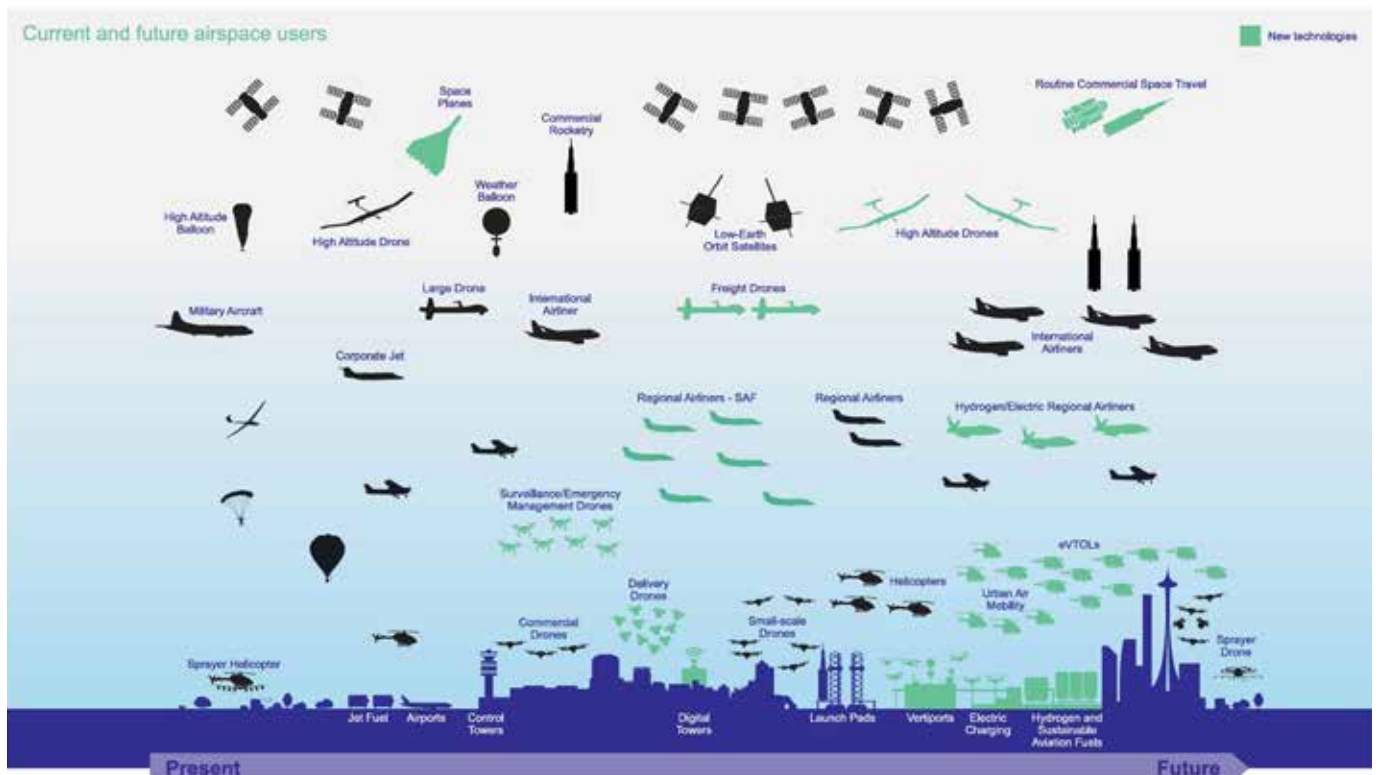 Current and future airspace users
New technologies
Space
Planes
Commercial
Rocketry
Routine Commercial Space Travel
Weather
Balloon
High Altitude
Balloon
High Altitude Drone
Low-Earth
Orbit Satellites
High Altitude Drones
Military Aircraft
Large Drone
International
Airliner
Freight Drones
International
Airliners
Corporate Jet
Regional Airliners - SAF
Regional Airliners
Hydrogen/Electric Regional Airliners
Surveillance/Emergency
Management Drones
eVTOLs
Delivery
Drones
Helicopters
Urban Air
Mobility
Commercial
Drones
Small-scale
Drones
Sprayer Helicopter
Sprayer
Drone
Jet Fuel
Airports
Control
Towers
Digital
Towers
Launch Pads
Vertiports
Electric
Charging
Hydrogen and
Sustainable
Aviation Fuels
Present
Future